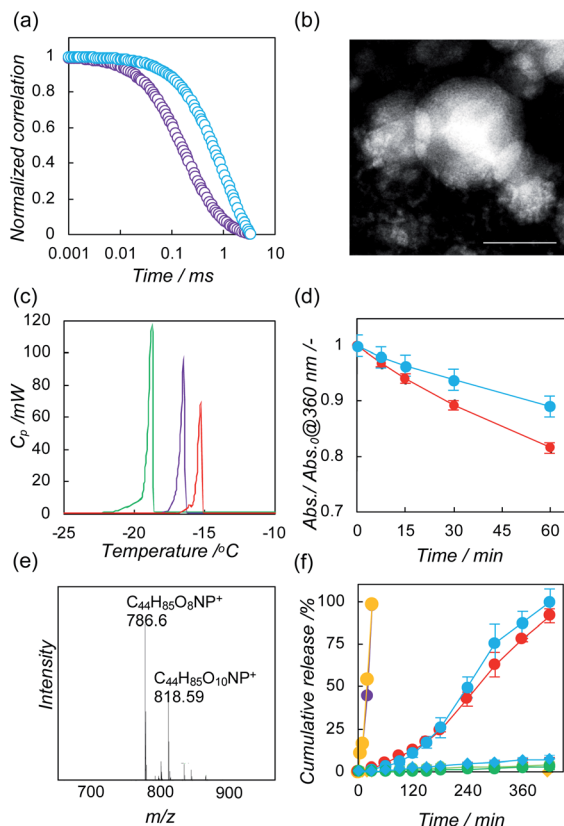 (a)
Normalized correlation
1
0.8
0.6
0.4
0.2
0
0.001 0.01 0.1 1 10
Time / ms
(b)
(c)
C_p /mW
120
100
80
60
40
20
0
-25 -20 -15 -10
Temperature /°C
(d)
Abs./ Abs.₀@360 nm /-
1
0.9
0.8
0.7
0 15 30 45 60
Time / min
(e)
Intensity
C₄₄H₈₅O₈NP⁺
786.6
C₄₄H₈₅O₁₀NP⁺
818.59
700 800 900
m/z
(f)
Cumulative release /%
100
75
50
25
0
0 120 240 360
Time / min